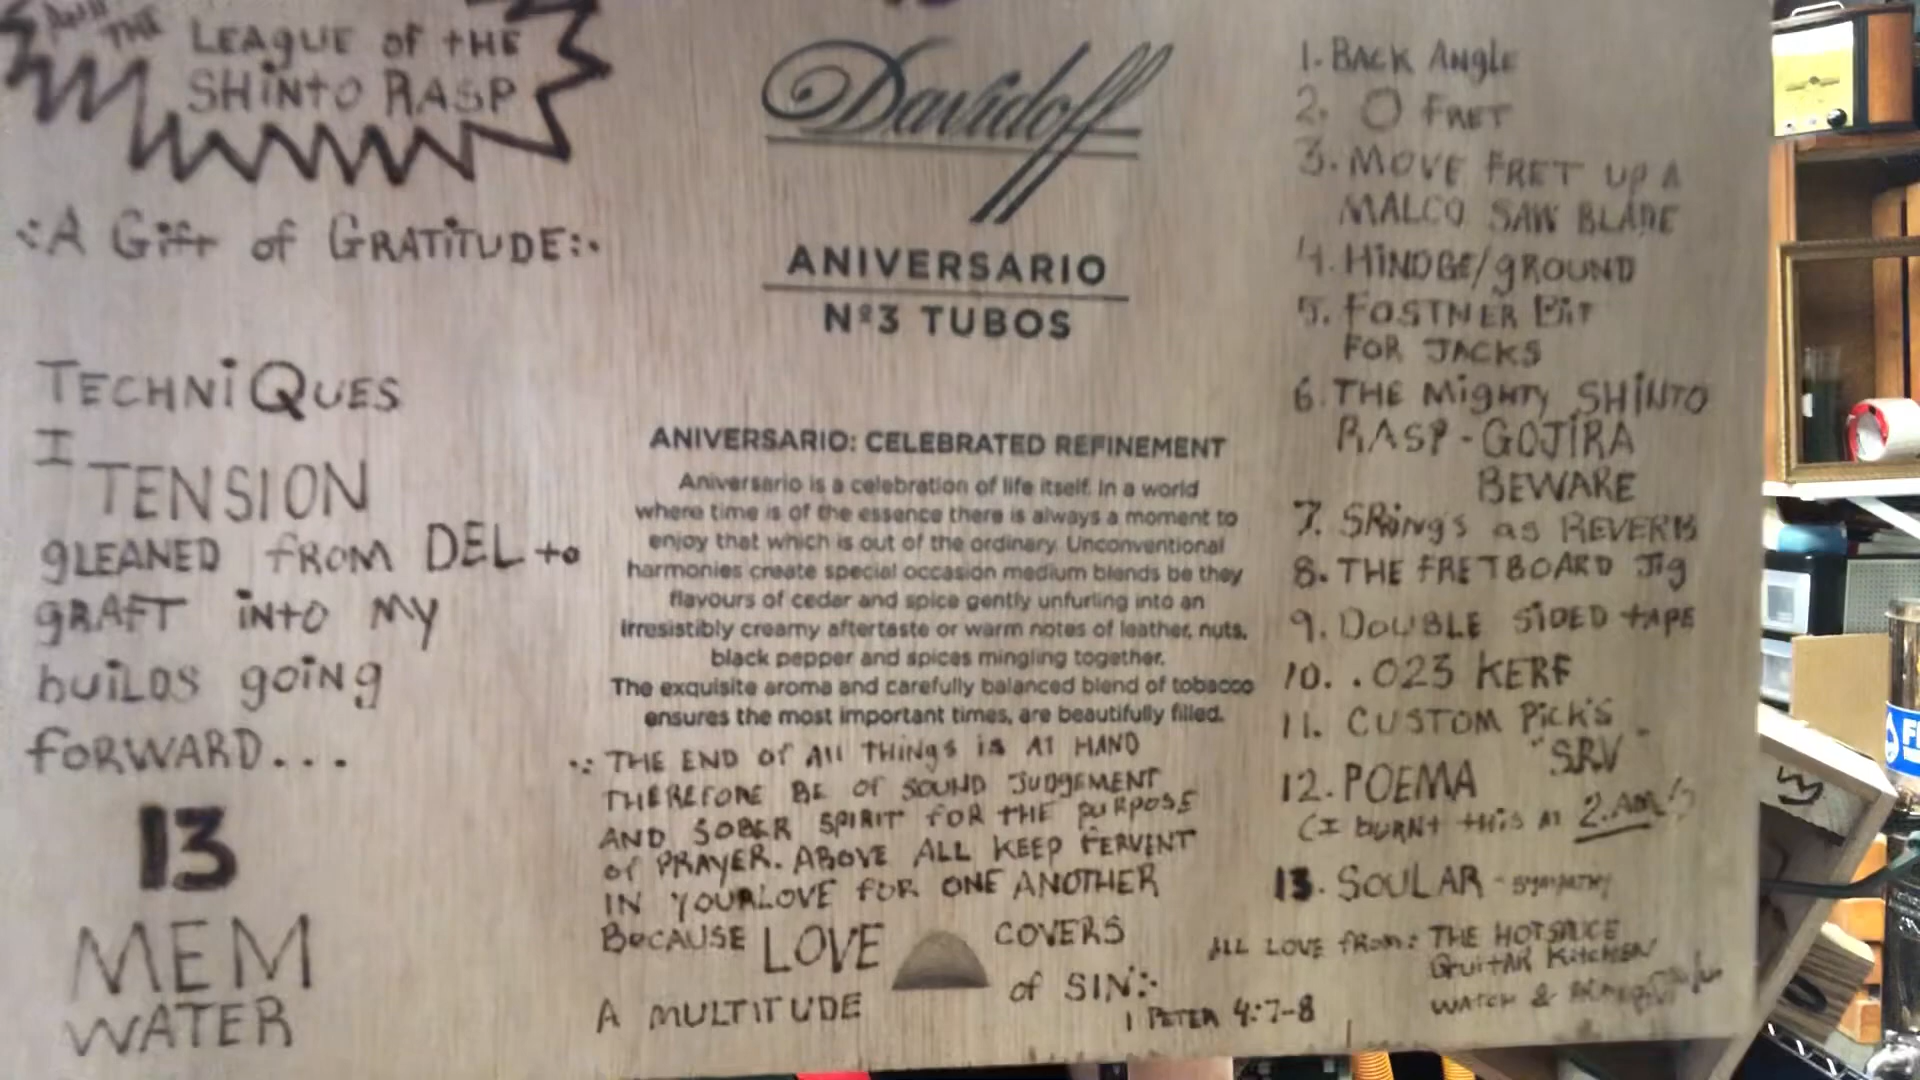 THE
LEAGUE of tHE
SHiNtO RASP
A Gift of GRATiTUDE
TECHNiQUES
I
TENSION
gLEANED fROM DEL to
gRAFT iNTO MY
buiLDS goiNg
foRWARD...
13
MEM
WATER
Davidoff
ANIVERSARIO
Nº3 TUBOS
ANIVERSARIO: CELEBRATED REFINEMENT
Aniversario is a celebration of life itself. In a world
where time is of the essence there is always a moment to
enjoy that which is out of the ordinary. Unconventional
harmonies create special occasion medium blends be they
flavours of cedar and spice gently unfurling into an
irresistibly creamy aftertaste or warm notes of leather, nuts,
black pepper and spices mingling together.
The exquisite aroma and carefully balanced blend of tobacco
ensures the most important times, are beautifully filled.
THE END of All THiNgs is AT HAND
THEREFORE BE Of SOUND JUDgEMENT
AND SOBER SPIRIT foR tHE PURPOSE
of PRAYER. ABOVE ALL KEEP FERVENT
IN YOURLOVE foR ONE ANOTHER
BECAUSE LOVE COVERS
A MULTITUDE of SIN
1 PETER 4:7-8
1. BACK ANglE
2. O FRET
3. MOVE FRET UP A
MALCO SAW BLADE
4. HiNDGE/gROUND
5. FOSTNER BiT
FOR JACKS
6. THE MigHTY SHiNTO
RASP - GOJIRA
BEWARE
7. SRiNgS as REVERB
8. THE FRETBOARD Jig
9. DOUBLE SiDED tAPE
10. .023 KERF
11. CUSTOM PiCKS
"SRV"
12. POEMA
(I BURNt tHis AT 2.AM!)
13. SOULAR - SYMPATHY
ALL LOVE fROM: THE HOTSAUCE
GuitAR KitCHEN
WATCH &